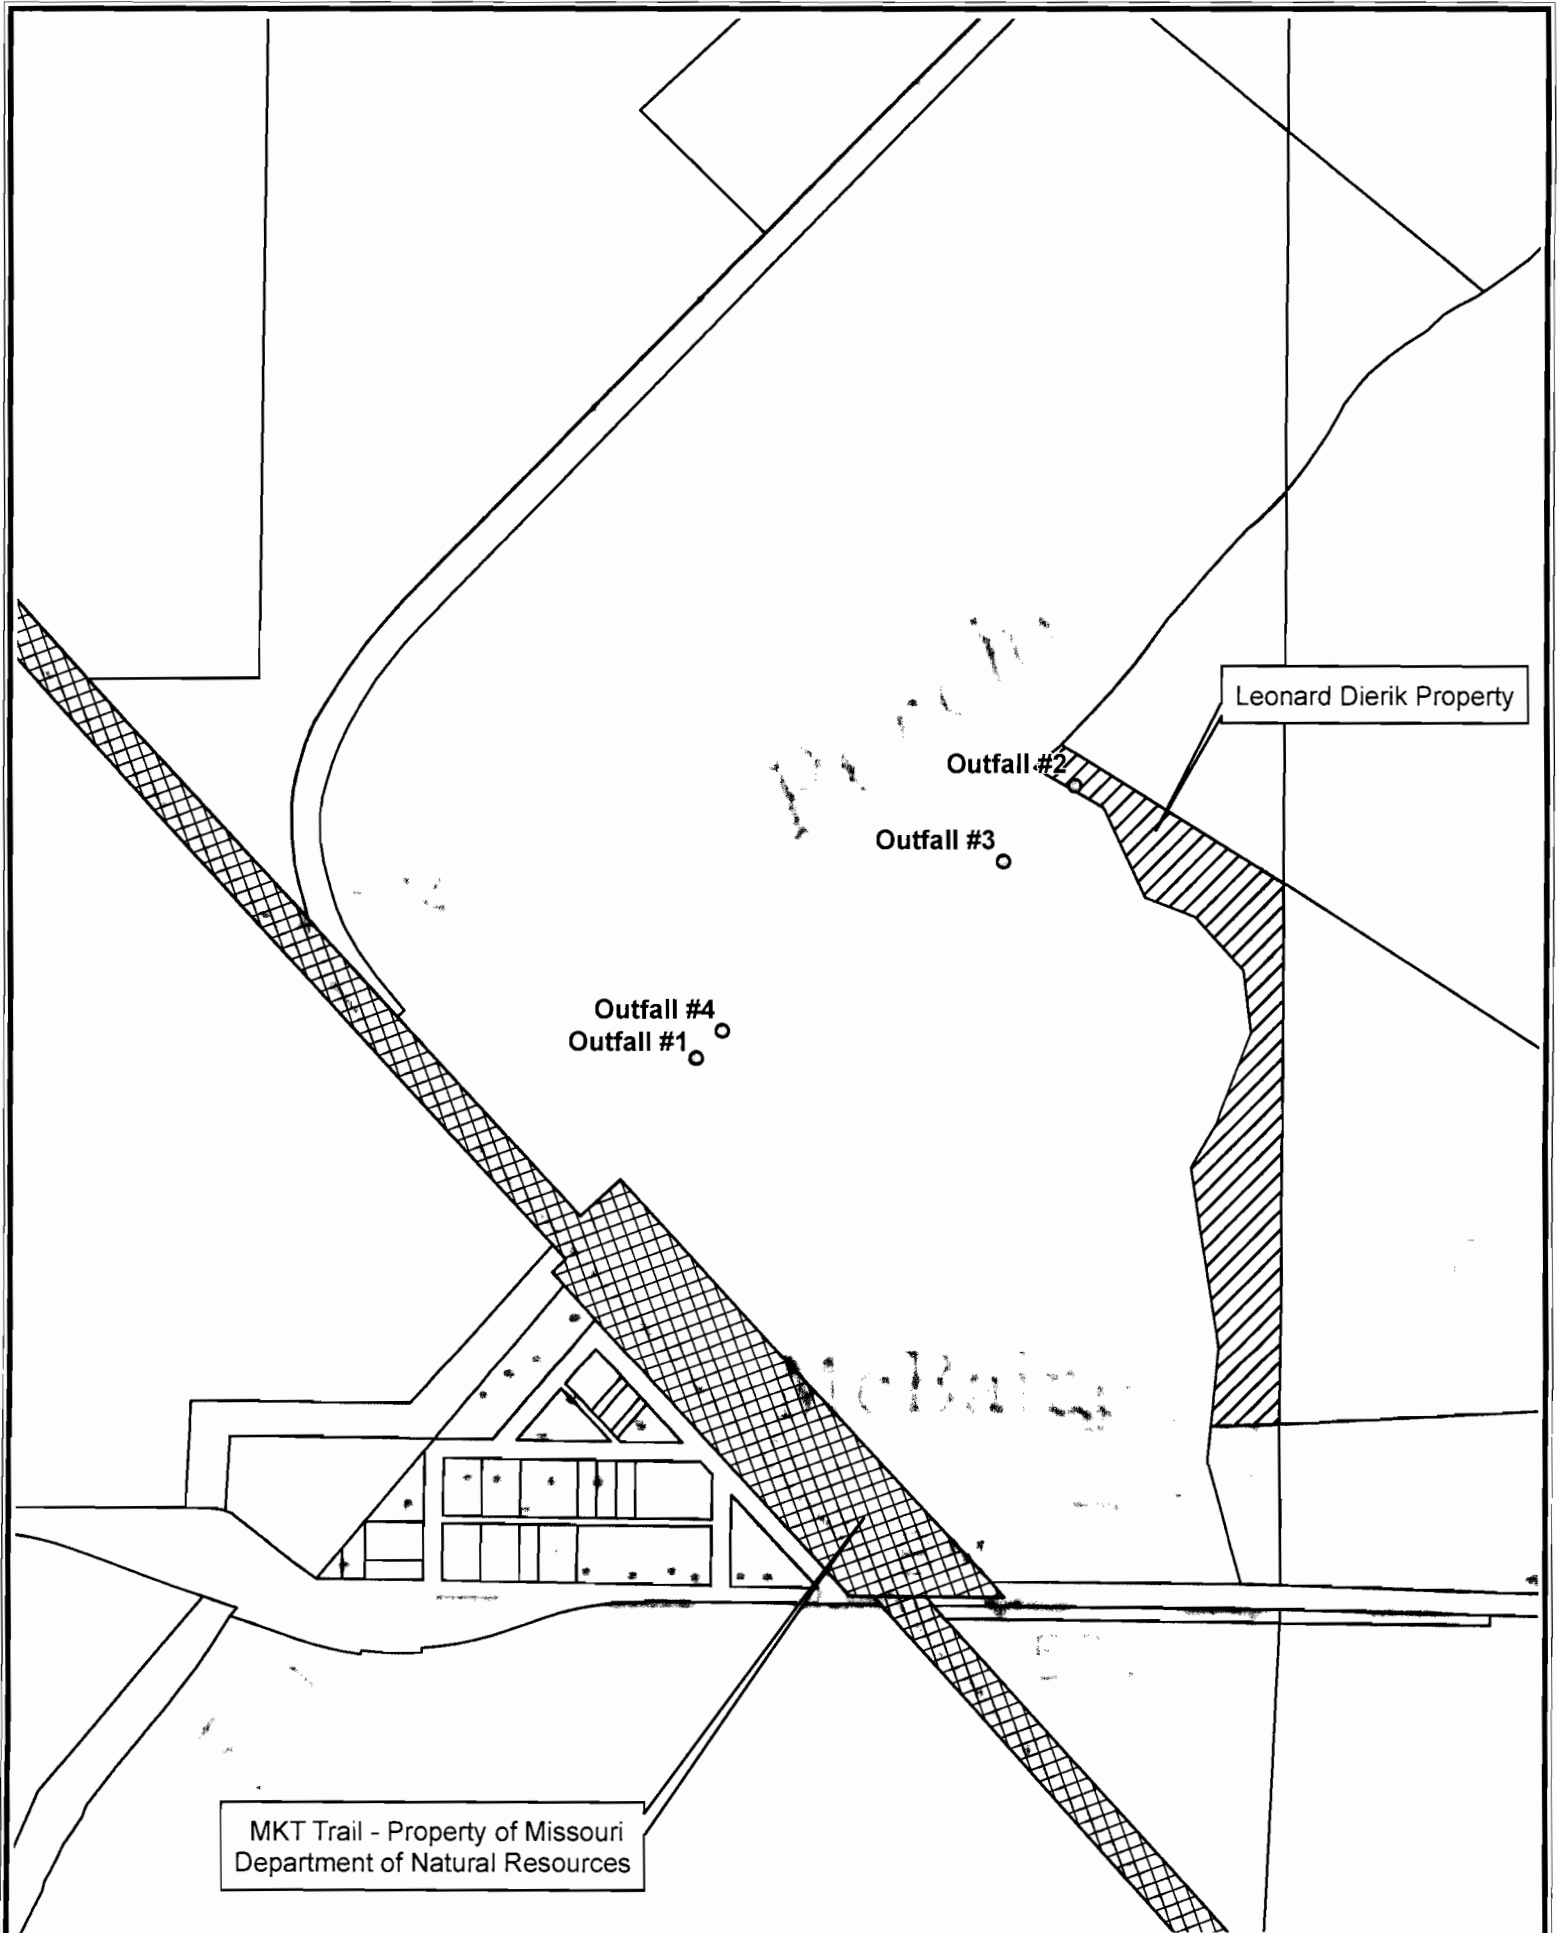 Leonard Dierik Property
Outfall #2
Outfall #3
Outfall #4
Outfall #1
MKT Trail - Property of Missouri
Department of Natural Resources